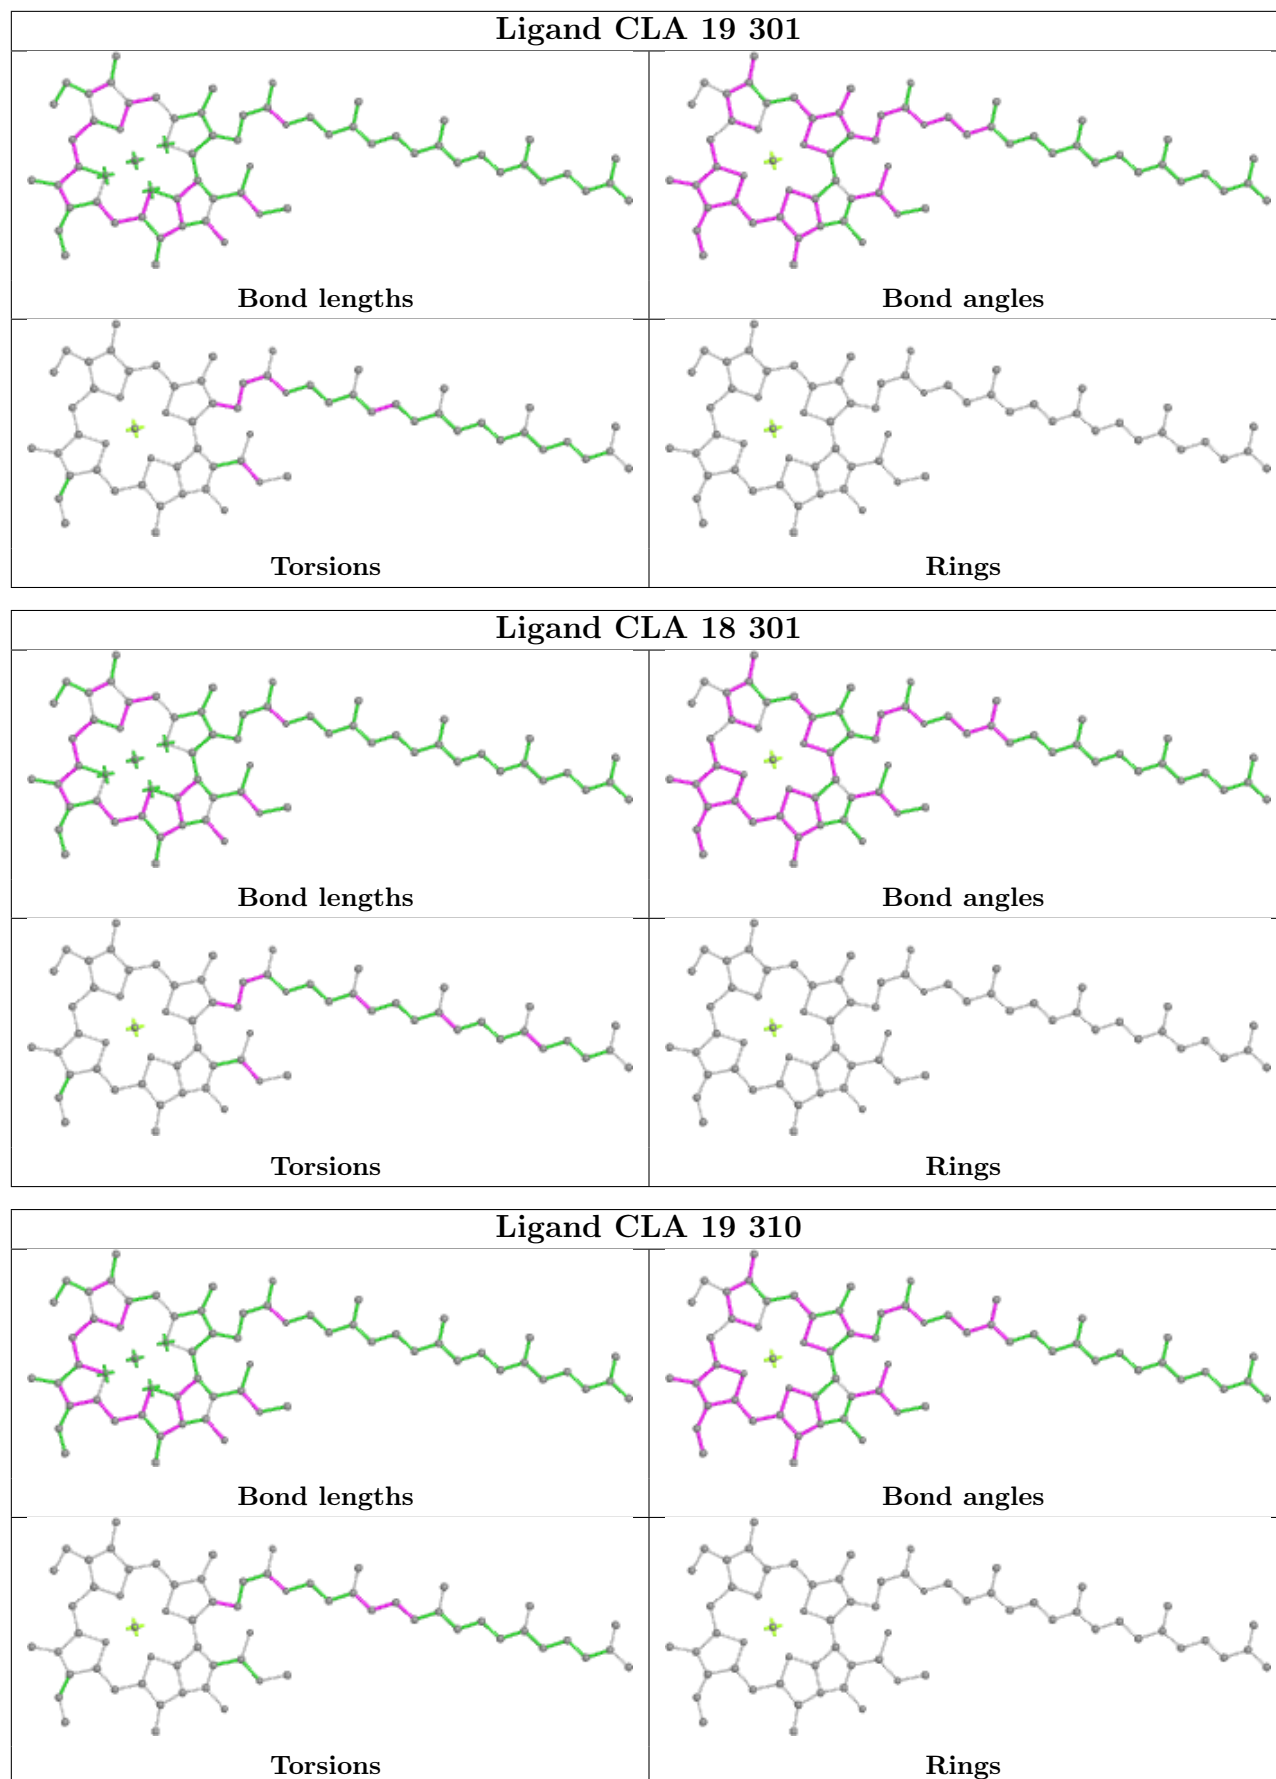 Ligand CLA 19 301
Bond lengths
Bond angles
Torsions
Rings
Ligand CLA 18 301
Bond lengths
Bond angles
Torsions
Rings
Ligand CLA 19 310
Bond lengths
Bond angles
Torsions
Rings